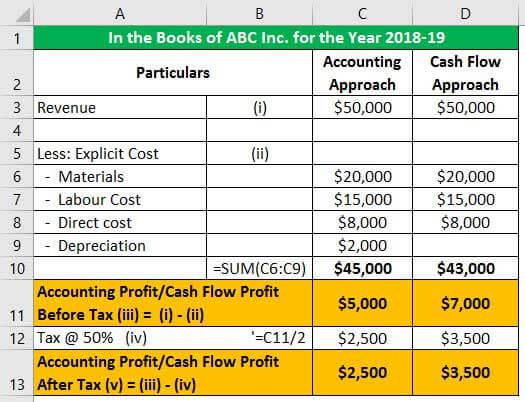 A B C D
1 In the Books of ABC Inc. for the Year 2018-19
2 Particulars Accounting Approach Cash Flow Approach
3 Revenue (i) $50,000 $50,000
4
5 Less: Explicit Cost (ii)
6 - Materials $20,000 $20,000
7 - Labour Cost $15,000 $15,000
8 - Direct cost $8,000 $8,000
9 - Depreciation $2,000
10 =SUM(C6:C9) $45,000 $43,000
11 Accounting Profit/Cash Flow Profit
Before Tax (iii) = (i) - (ii) $5,000 $7,000
12 Tax @ 50% (iv) '=C11/2 $2,500 $3,500
13 Accounting Profit/Cash Flow Profit
After Tax (v) = (iii) - (iv) $2,500 $3,500